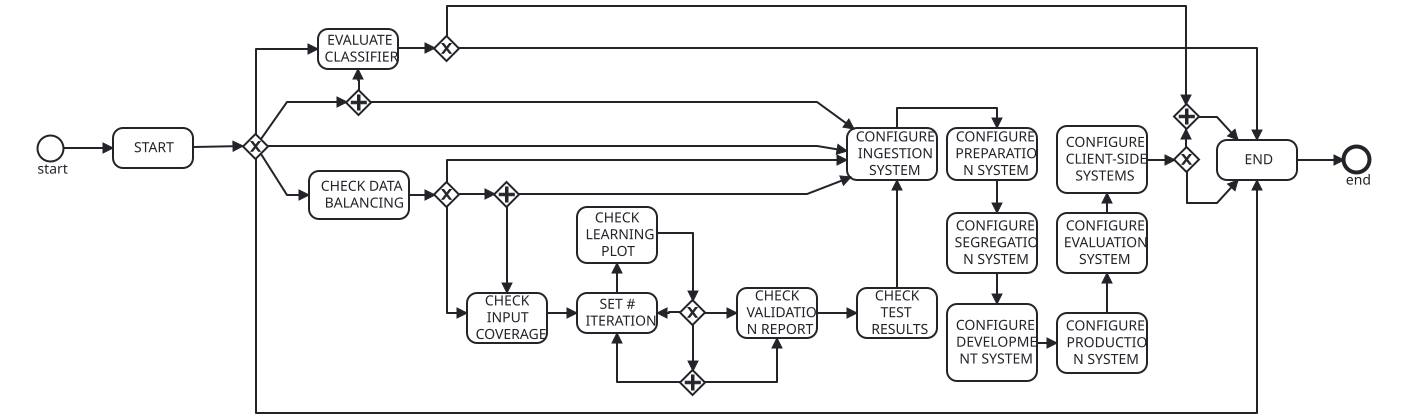 start
START
EVALUATE
CLASSIFIER
CHECK DATA
BALANCING
CHECK
LEARNING
PLOT
CHECK
INPUT
COVERAGE
SET #
ITERATION
CHECK
VALIDATIO
N REPORT
CHECK
TEST
RESULTS
CONFIGURE
INGESTION
SYSTEM
CONFIGURE
PREPARATIO
N SYSTEM
CONFIGURE
SEGREGATIO
N SYSTEM
CONFIGURE
DEVELOPME
NT SYSTEM
CONFIGURE
PRODUCTIO
N SYSTEM
CONFIGURE
EVALUATION
SYSTEM
CONFIGURE
CLIENT-SIDE
SYSTEMS
END
end